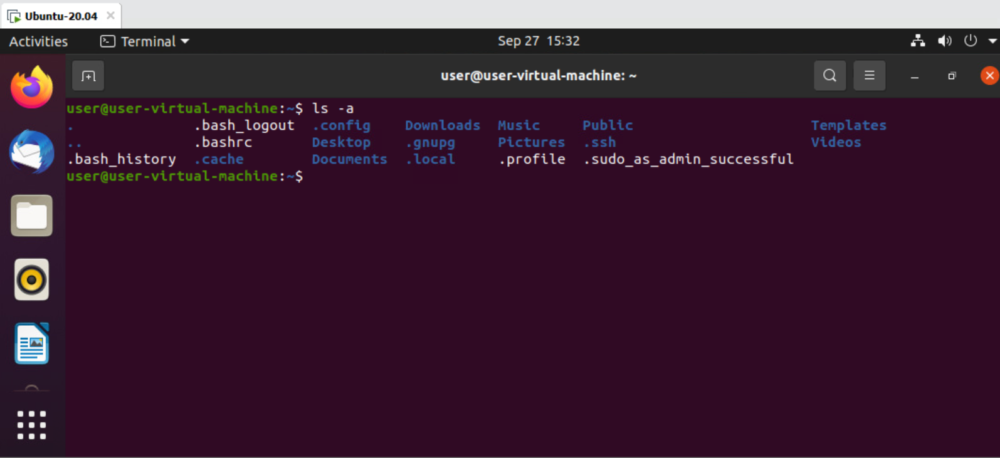 Ubuntu-20.04
Activities Terminal Sep 27 15:32
user@user-virtual-machine: ~
user@user-virtual-machine:~$ ls -a
. .bash_logout .config Downloads Music Public Templates
.. .bashrc Desktop .gnupg Pictures .ssh Videos
.bash_history .cache Documents .local .profile .sudo_as_admin_successful
user@user-virtual-machine:~$